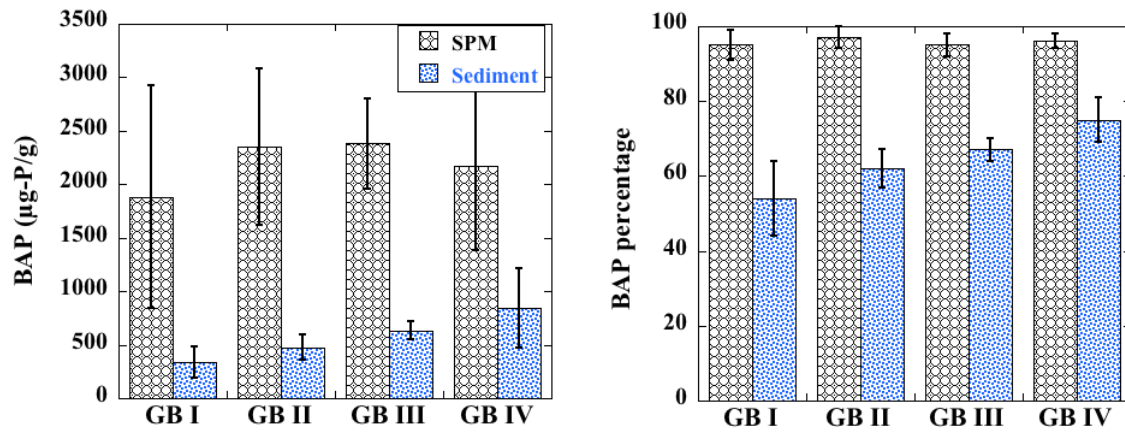 3500
3000
2500
2000
1500
1000
500
0
BAP (µg-P/g)
SPM
Sediment
GB I GB II GB III GB IV
100
80
60
40
20
0
BAP percentage
GB I GB II GB III GB IV